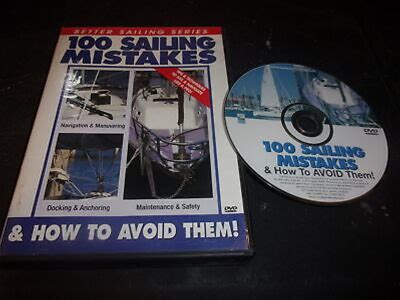 BETTER SAILING SERIES
100 SAILING
MISTAKES
Navigation & Manuvering
Docking & Anchoring
Maintenance & Safety
DVD
& HOW TO AVOID THEM!
DVD
100 SAILING
MISTAKES
& How To AVOID Them!